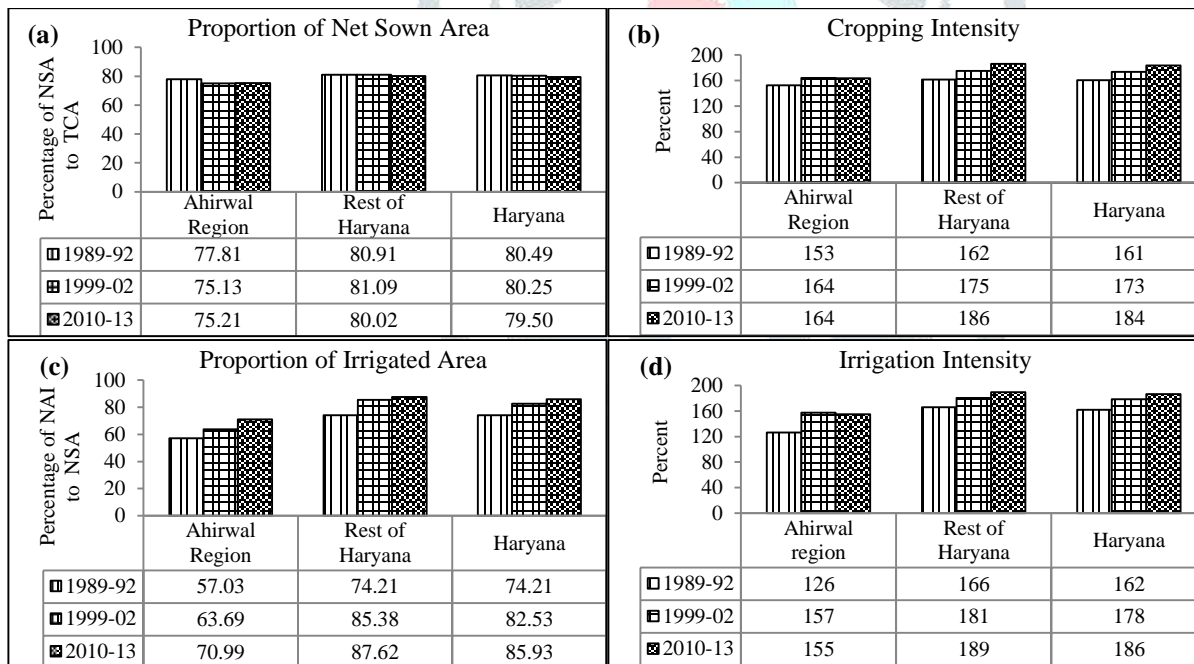 (a) Proportion of Net Sown Area
Percentage of NSA
to TCA
100
80
60
40
20
0
Ahirwal Region Rest of Haryana Haryana
1989-92 77.81 80.91 80.49
1999-02 75.13 81.09 80.25
2010-13 75.21 80.02 79.50
(b) Cropping Intensity
Percent
200
160
120
80
40
0
Ahirwal Region Rest of Haryana Haryana
1989-92 153 162 161
1999-02 164 175 173
2010-13 164 186 184
(c) Proportion of Irrigated Area
Percentage of NAI
to NSA
100
80
60
40
20
0
Ahirwal Region Rest of Haryana Haryana
1989-92 57.03 74.21 74.21
1999-02 63.69 85.38 82.53
2010-13 70.99 87.62 85.93
(d) Irrigation Intensity
Percent
200
160
120
80
40
0
Ahirwal region Rest of Haryana Haryana
1989-92 126 166 162
1999-02 157 181 178
2010-13 155 189 186